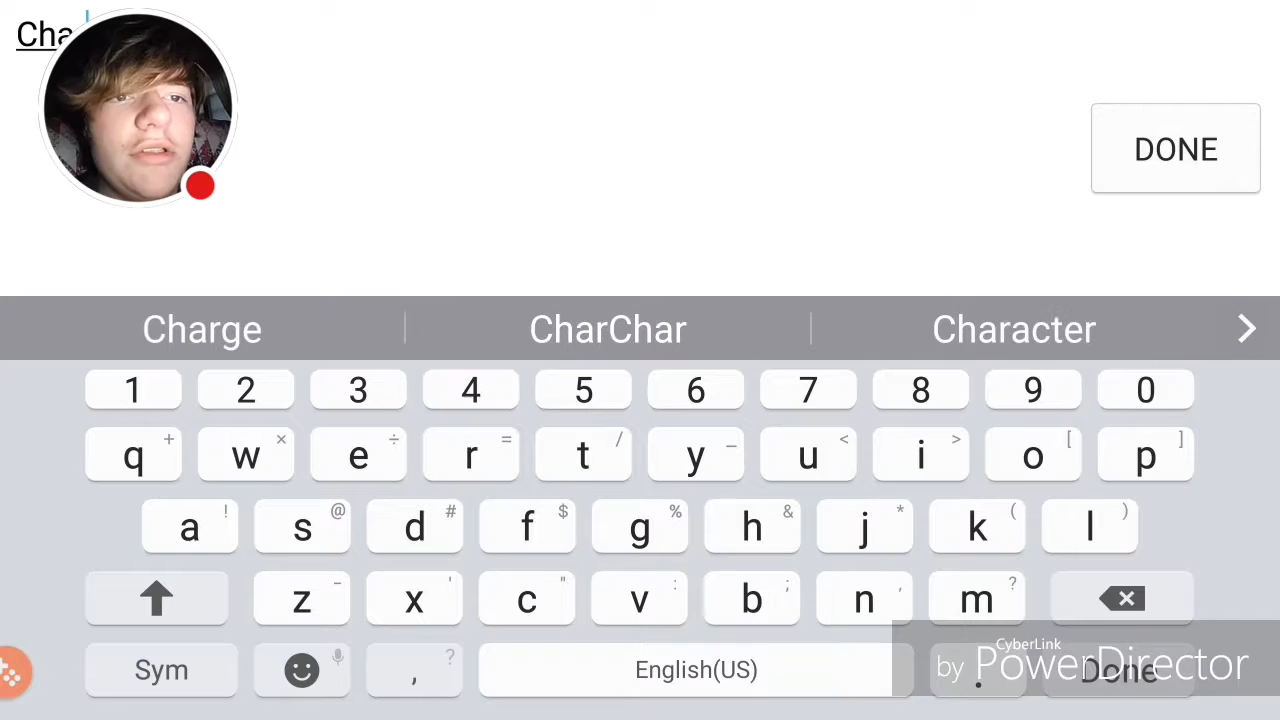 Cha
DONE
Charge CharChar Character
1 2 3 4 5 6 7 8 9 0
+ × ÷ = / _ < > [ ]
q w e r t y u i o p
! @ # $ % & * ( )
a s d f g h j k l
- ' " : ; , ?
z x c v b n m
Sym , ? English(US) . Done
CyberLink
by PowerDirector